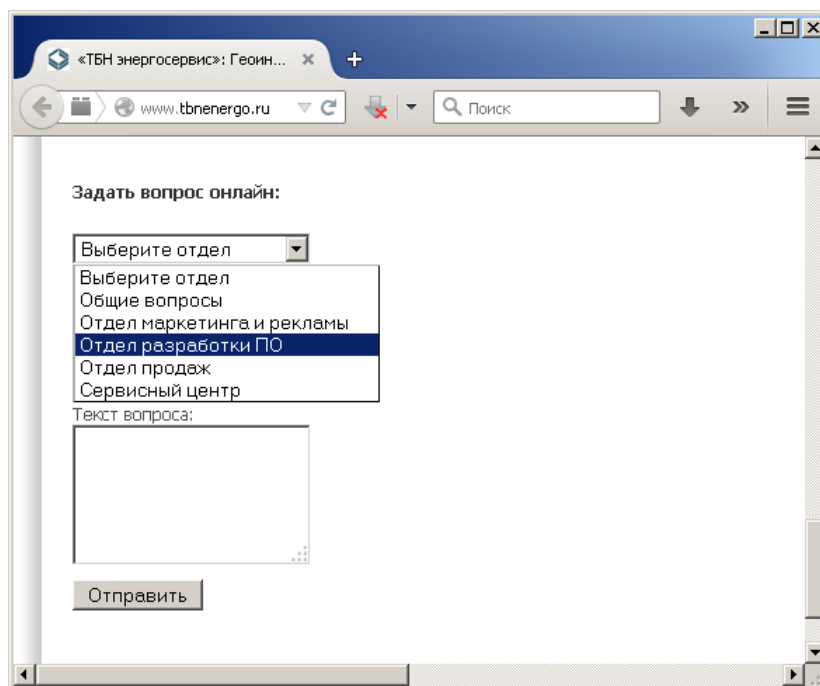 «ТБН энергосервис»: Геоин...
www.tbnenergo.ru
Поиск
Задать вопрос онлайн:
Выберите отдел
Выберите отдел
Общие вопросы
Отдел маркетинга и рекламы
Отдел разработки ПО
Отдел продаж
Сервисный центр
Текст вопроса:
Отправить